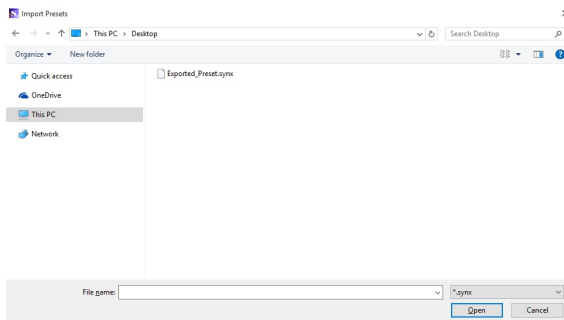 Import Presets
This PC > Desktop
Search Desktop
Organize
New folder
Quick access
Exported_Preset.synx
OneDrive
This PC
Network
File name:
*.synx
Open
Cancel